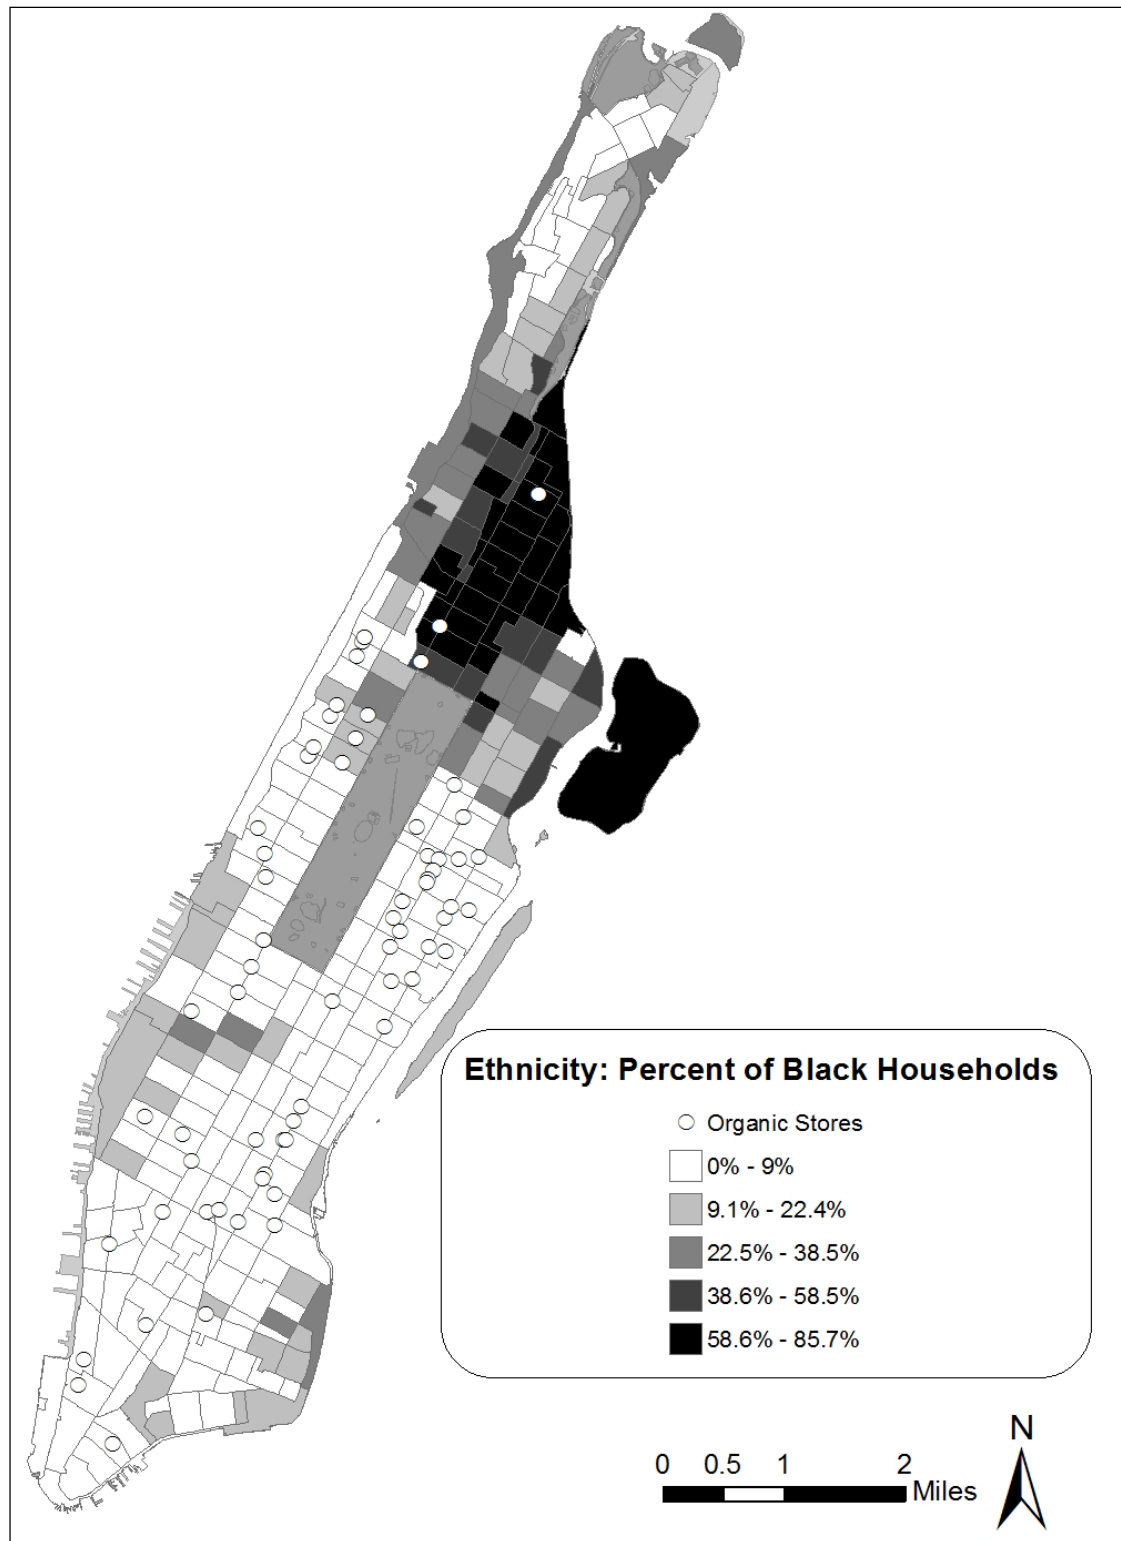 Ethnicity: Percent of Black Households
Organic Stores
0% - 9%
9.1% - 22.4%
22.5% - 38.5%
38.6% - 58.5%
58.6% - 85.7%
N
0 0.5 1 2
Miles